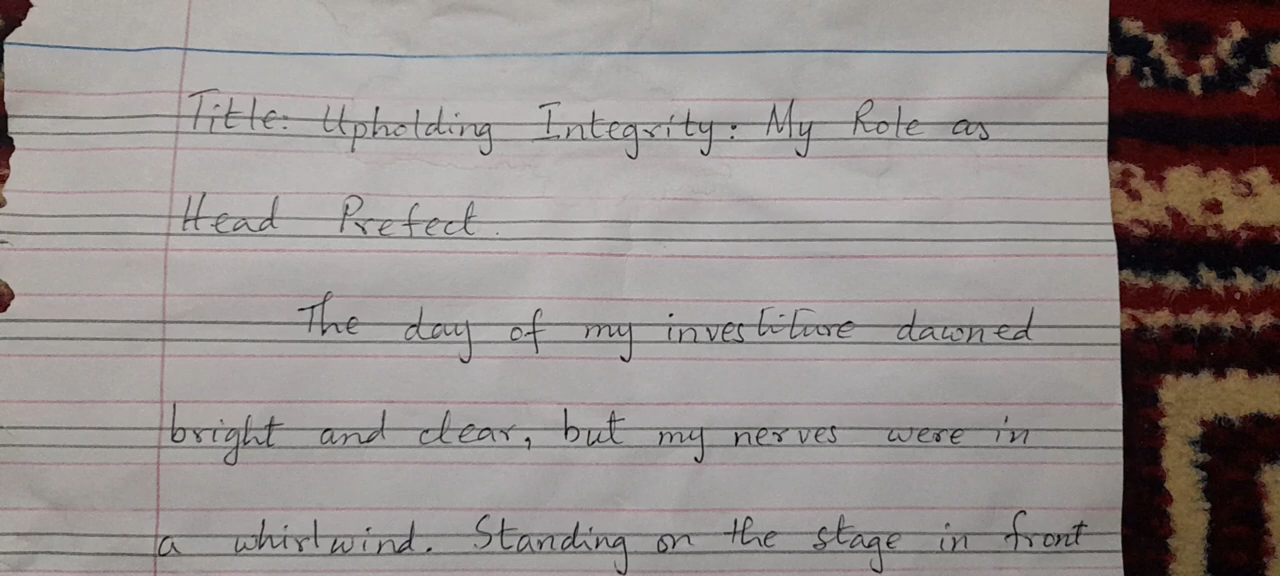 Title: Upholding Integrity: My Role as
Head Prefect.
The day of my investiture dawned
bright and clear, but my nerves were in
a whirlwind. Standing on the stage in front